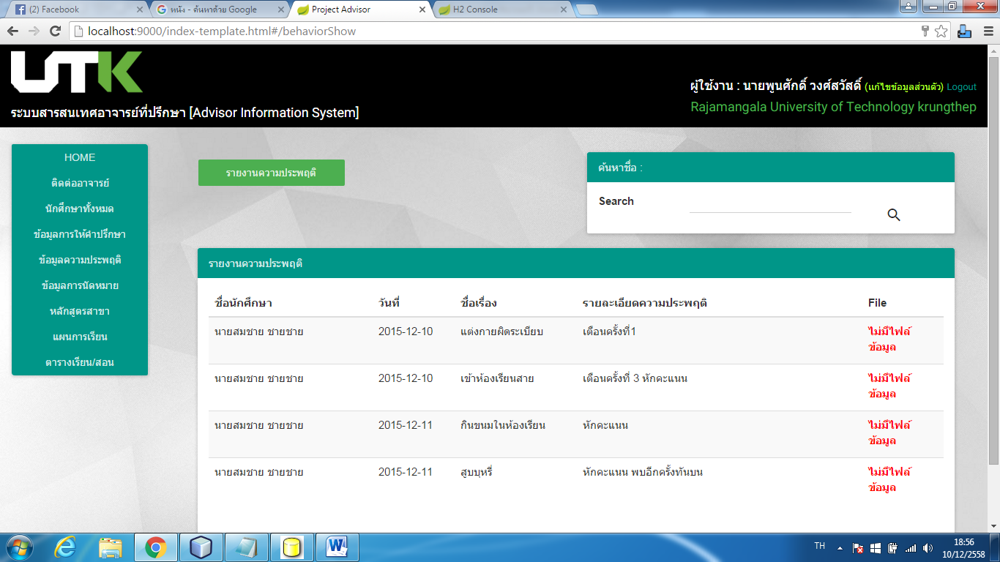 (2) Facebook
หนัง - ค้นหาด้วย Google
Project Advisor
H2 Console
localhost:9000/index-template.html#/behaviorShow
UTK
ผู้ใช้งาน : นายพูนศักดิ์ วงศ์สวัสดิ์ (แก้ไขข้อมูลส่วนตัว) Logout
Rajamangala University of Technology krungthep
ระบบสารสนเทศอาจารย์ที่ปรึกษา [Advisor Information System]
HOME
ติดต่ออาจารย์
นักศึกษาทั้งหมด
ข้อมูลการให้คำปรึกษา
ข้อมูลความประพฤติ
ข้อมูลการนัดหมาย
หลักสูตรสาขา
แผนการเรียน
ตารางเรียน/สอน
รายงานความประพฤติ
ค้นหาชื่อ :
Search
รายงานความประพฤติ
ชื่อนักศึกษา วันที่ ชื่อเรื่อง รายละเอียดความประพฤติ File
นายสมชาย ชายชาย 2015-12-10 แต่งกายผิดระเบียบ เตือนครั้งที่1 ไม่มีไฟล์
ข้อมูล
นายสมชาย ชายชาย 2015-12-10 เข้าห้องเรียนสาย เตือนครั้งที่ 3 หักคะแนน ไม่มีไฟล์
ข้อมูล
นายสมชาย ชายชาย 2015-12-11 กินขนมในห้องเรียน หักคะแนน ไม่มีไฟล์
ข้อมูล
นายสมชาย ชายชาย 2015-12-11 สูบบุหรี่ หักคะแนน พบอีกครั้งทันบน ไม่มีไฟล์
ข้อมูล
TH
18:56
10/12/2558